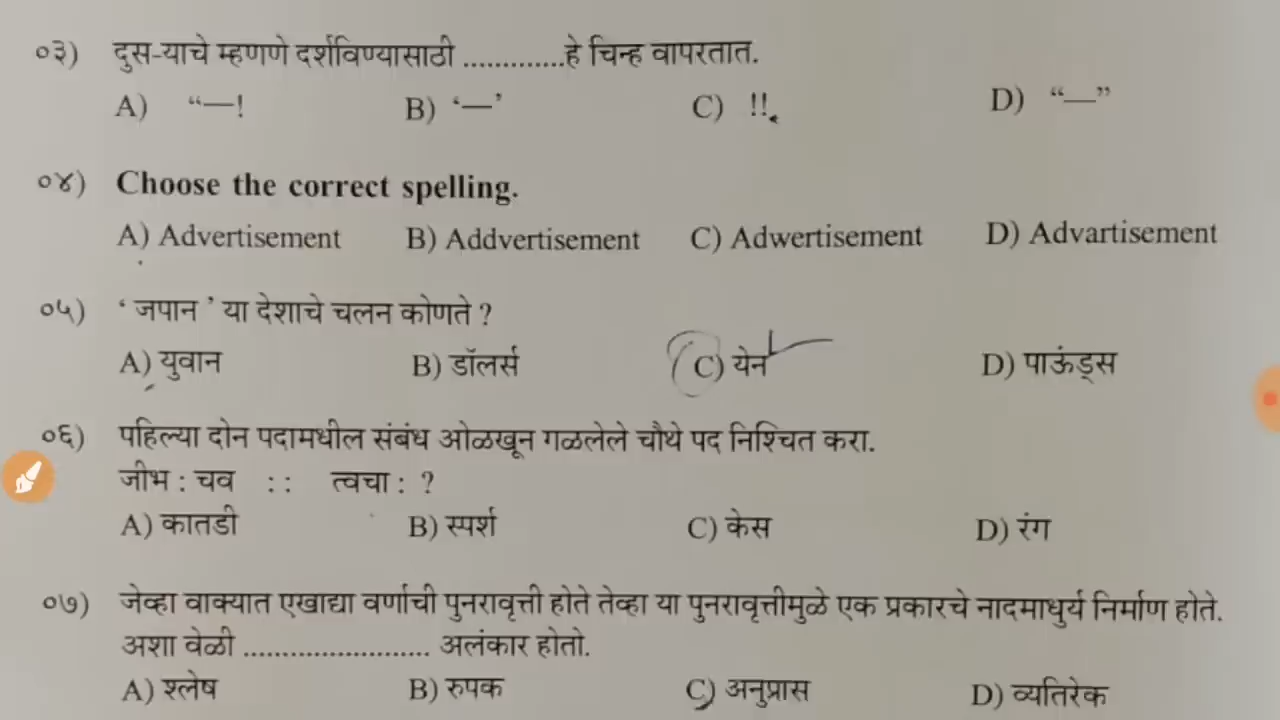 ०३) दुस-याचे म्हणणे दर्शविण्यासाठी .............हे चिन्ह वापरतात.
A) “—! B) ‘—’ C) !!. D) “—”
०४) Choose the correct spelling.
A) Advertisement B) Addvertisement C) Adwertisement D) Advartisement
०५) ‘ जपान ’ या देशाचे चलन कोणते ?
A) युवान B) डॉलर्स C) येन D) पाऊंड्स
०६) पहिल्या दोन पदामधील संबंध ओळखून गळलेले चौथे पद निश्चित करा.
जीभ : चव : : त्वचा : ?
A) कातडी B) स्पर्श C) केस D) रंग
०७) जेव्हा वाक्यात एखाद्या वर्णाची पुनरावृत्ती होते तेव्हा या पुनरावृत्तीमुळे एक प्रकारचे नादमाधुर्य निर्माण होते.
अशा वेळी ........................ अलंकार होतो.
A) श्लेष B) रुपक C) अनुप्रास D) व्यतिरेक